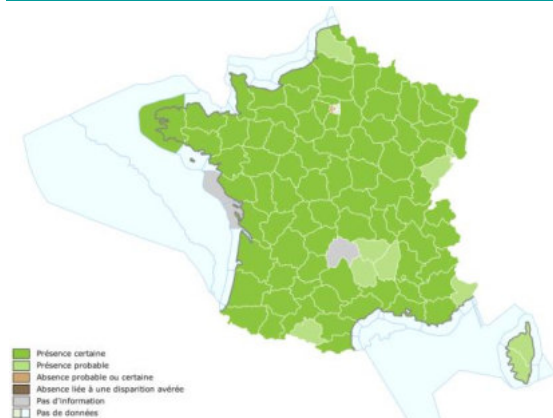 Présence certaine
Présence probable
Absence probable ou certaine
Absence liée à une disparition avérée
Pas d'information
Pas de données